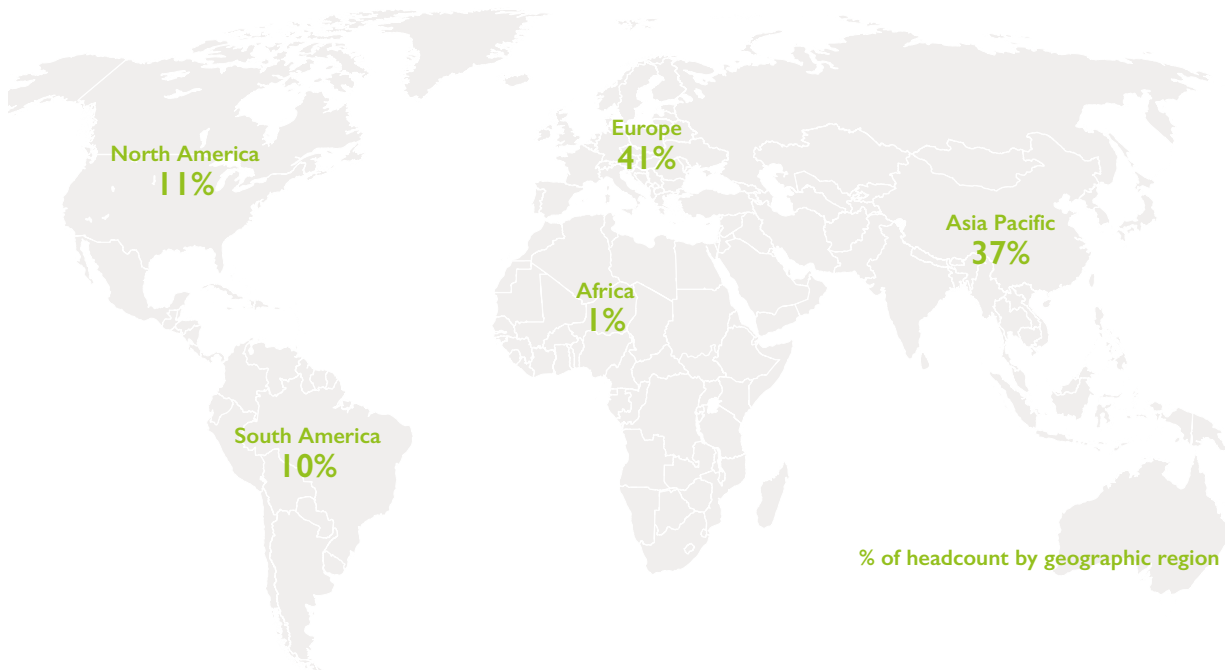 Europe
41%
North America
11%
Asia Pacific
37%
Africa
1%
South America
10%
% of headcount by geographic region